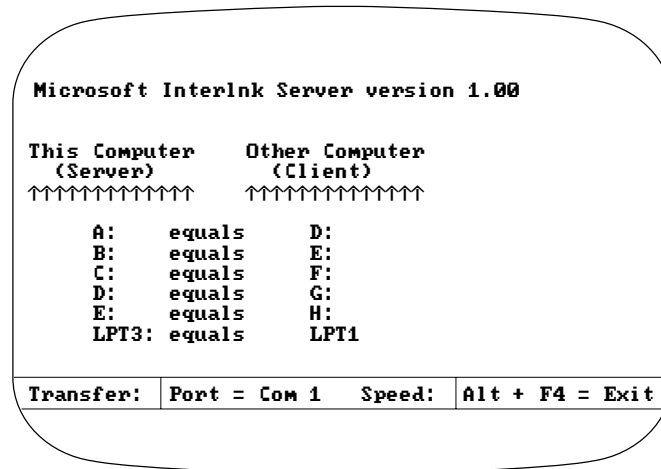 Microsoft Interlnk Server version 1.00
This Computer Other Computer
(Server) (Client)
↑↑↑↑↑↑↑↑↑↑↑↑↑ ↑↑↑↑↑↑↑↑↑↑↑↑↑↑
A: equals D:
B: equals E:
C: equals F:
D: equals G:
E: equals H:
LPT3: equals LPT1
Transfer: Port = Com 1 Speed: Alt + F4 = Exit